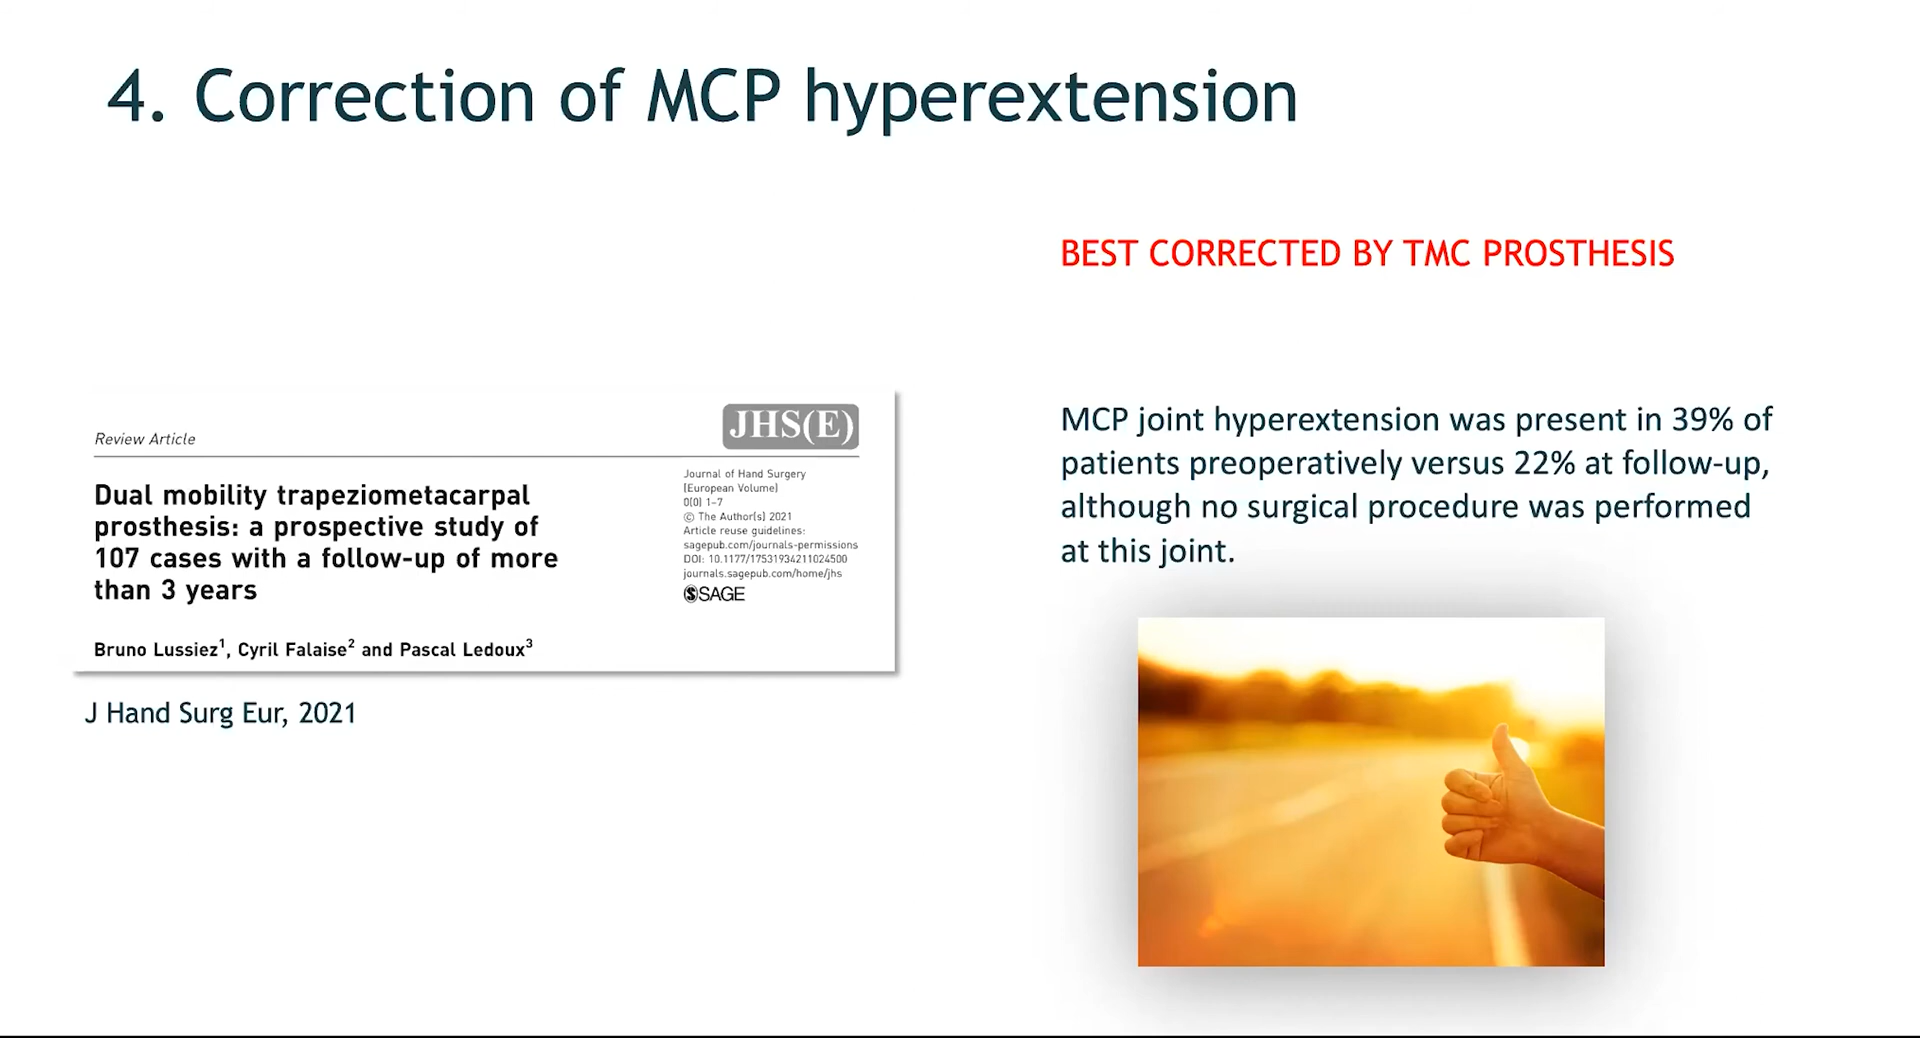 4. Correction of MCP hyperextension
BEST CORRECTED BY TMC PROSTHESIS
Review Article
JHS(E)
Dual mobility trapeziometacarpal
prosthesis: a prospective study of
107 cases with a follow-up of more
than 3 years
Bruno Lussiez1, Cyril Falaise2 and Pascal Ledoux3
Journal of Hand Surgery
(European Volume)
0(0) 1–7
© The Author(s) 2021
Article reuse guidelines:
sagepub.com/journals-permissions
DOI: 10.1177/17531934211024500
journals.sagepub.com/home/jhs
SAGE
J Hand Surg Eur, 2021
MCP joint hyperextension was present in 39% of
patients preoperatively versus 22% at follow-up,
although no surgical procedure was performed
at this joint.